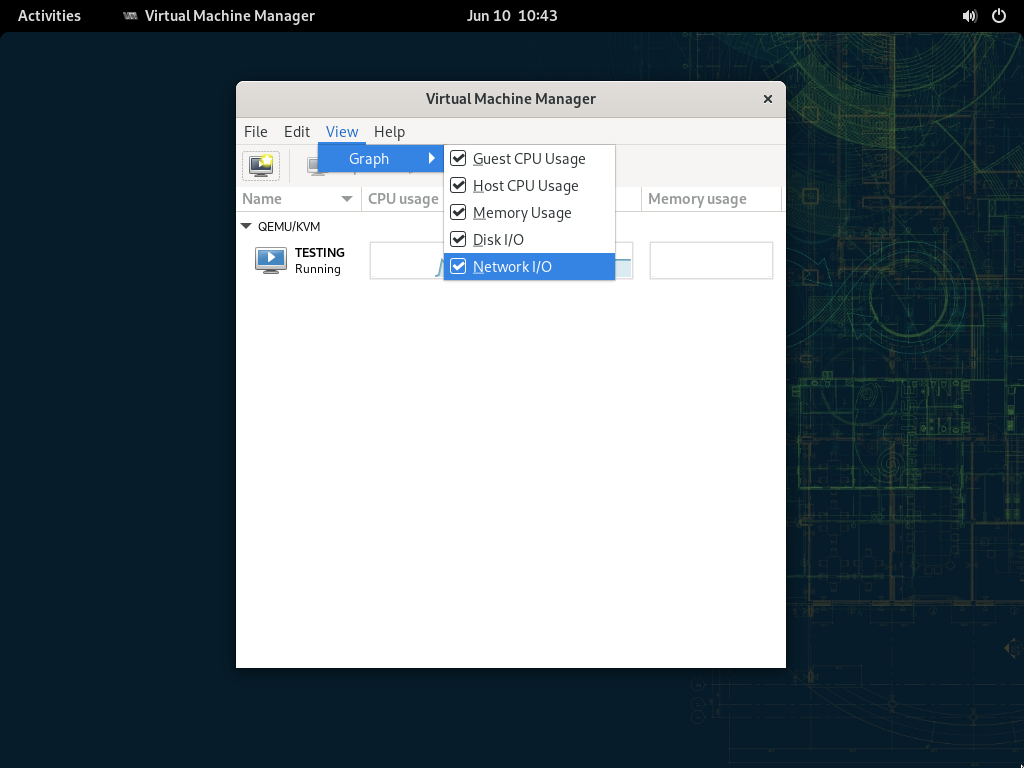 Activities
Virtual Machine Manager
Jun 10 10:43
Virtual Machine Manager
File Edit View Help
Graph
Guest CPU Usage
Host CPU Usage
Memory Usage
Disk I/O
Network I/O
Name
CPU usage
Memory usage
QEMU/KVM
TESTING
Running